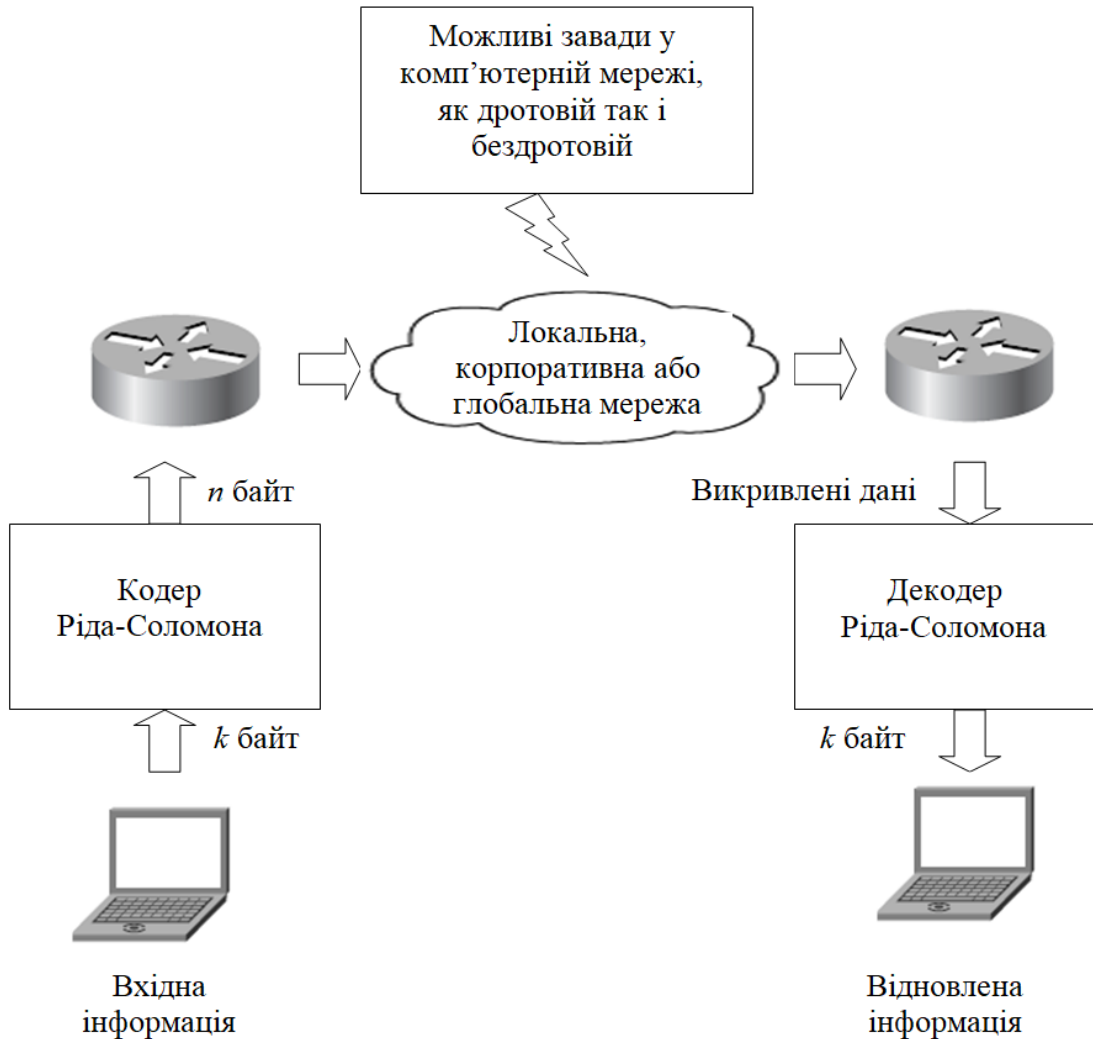 Можливі завади у
комп’ютерній мережі,
як дротовій так і
бездротовій
Локальна,
корпоративна або
глобальна мережа
n байт
Викривлені дані
Кодер
Ріда-Соломона
Декодер
Ріда-Соломона
k байт
k байт
Вхідна
інформація
Відновлена
інформація